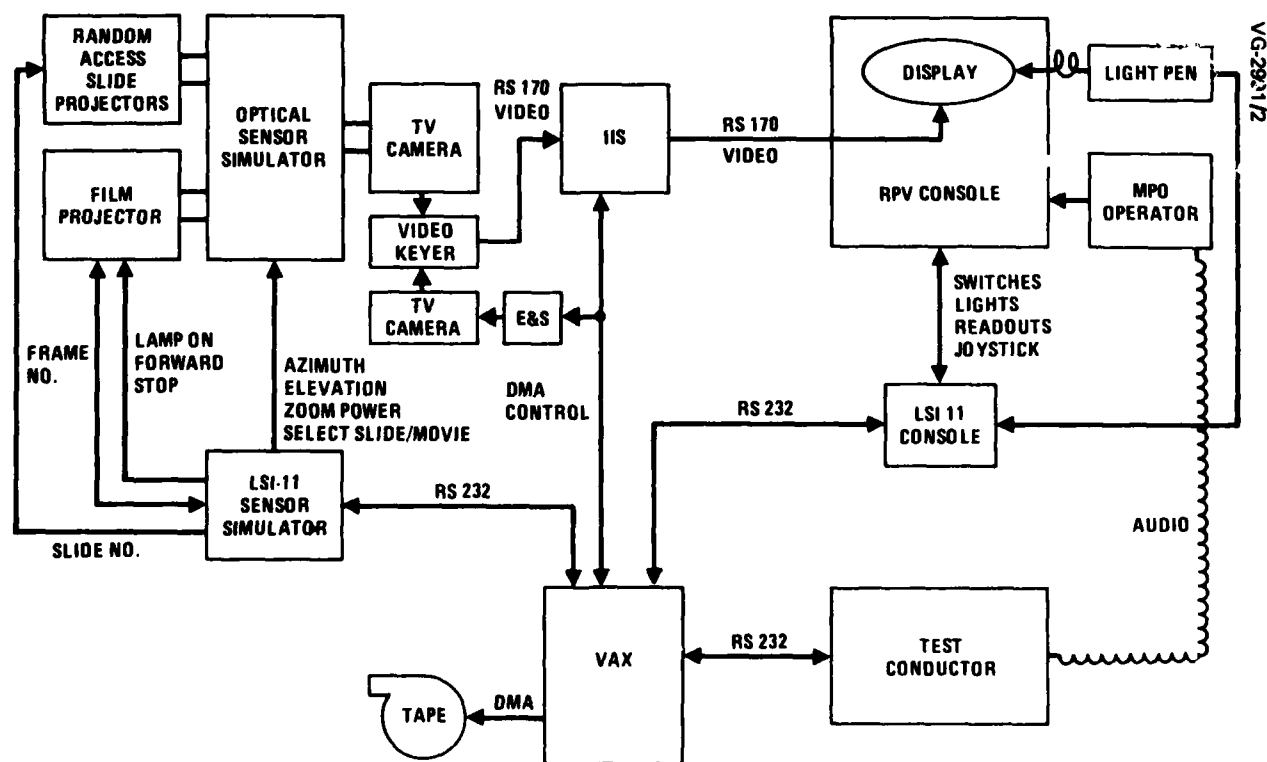 RANDOM
ACCESS
SLIDE
PROJECTORS
OPTICAL
SENSOR
SIMULATOR
TV
CAMERA
RS 170
VIDEO
IIS
RS 170
VIDEO
DISPLAY
RPV CONSOLE
LIGHT PEN
VG-2921/2
FILM
PROJECTOR
VIDEO
KEYER
MPO
OPERATOR
TV
CAMERA
E&S
FRAME
NO.
LAMP ON
FORWARD
STOP
AZIMUTH
ELEVATION
ZOOM POWER
SELECT SLIDE/MOVIE
DMA
CONTROL
SWITCHES
LIGHTS
READOUTS
JOYSTICK
RS 232
LSI 11
CONSOLE
LSI-11
SENSOR
SIMULATOR
RS 232
SLIDE NO.
AUDIO
VAX
RS 232
TEST
CONDUCTOR
TAPE
DMA